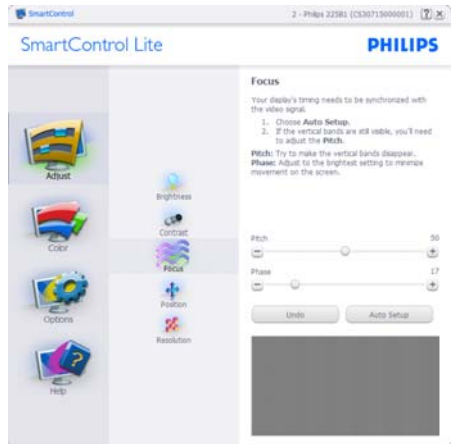 SmartControl
2 - Philips 225B1 (CS30715000001)
?
SmartControl Lite
PHILIPS
Adjust
Color
Options
?
Help
Brightness
Contrast
Focus
Position
Resolution
Focus
Your display's timing needs to be synchronized with
the video signal.
1. Choose Auto Setup.
2. If the vertical bands are still visible, you'll need
to adjust the Pitch.
Pitch: Try to make the vertical bands disappear.
Phase: Adjust to the brightest setting to minimize
movement on the screen.
Pitch 50
Phase 17
Undo
Auto Setup